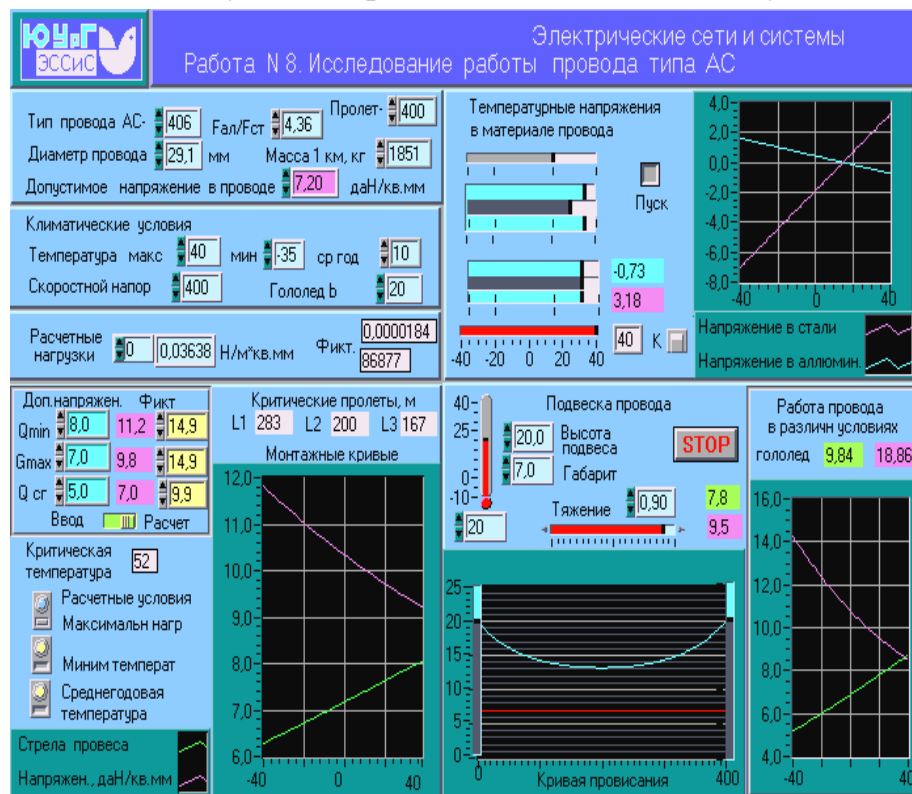 ЮУрГ
ЭССиС
Электрические сети и системы
Работа N 8. Исследование работы провода типа АС
Тип провода АС- 406 Fал/Fст 4,36 Пролет- 400
Диаметр провода 29,1 мм Масса 1 км, кг 1851
Допустимое напряжение в проводе 7,20 даН/кв.мм
Климатические условия
Температура макс 40 мин -35 ср год 10
Скоростной напор 400 Гололед b 20
Расчетные нагрузки 0 0,03638 Н/м*кв.мм Фикт. 0,0000184
86877
Температурные напряжения
в материале провода
Пуск
-0,73
3,18
40 К
-40 -20 0 20 40
4,0
2,0
0,0
-2,0
-4,0
-6,0
-8,0
-40 0 40
Напряжение в стали
Напряжение в аллюмин.
Доп.напряжен. Фикт
Qmin 8,0 11,2 14,9
Gmax 7,0 9,8 14,9
Q сг 5,0 7,0 9,9
Ввод Расчет
Критическая
температура 52
Расчетные условия
Максимальн нагр
Миним температ
Среднегодовая
температура
Стрела провеса
Напряжен., даН/кв.мм
Критические пролеты, м
L1 283 L2 200 L3 167
Монтажные кривые
12,0
11,0
10,0
9,0
8,0
7,0
6,0
-40 0 40
40
25
0
-10
20
Подвеска провода
20,0 Высота
подвеса
7,0 Габарит
STOP
Тяжение 0,90 7,8
9,5
25
20
15
10
5
0
0 400
Кривая провисания
Работа провода
в различн условиях
гололед 9,84 18,86
16,0
14,0
12,0
10,0
8,0
6,0
4,0
-40 0 40